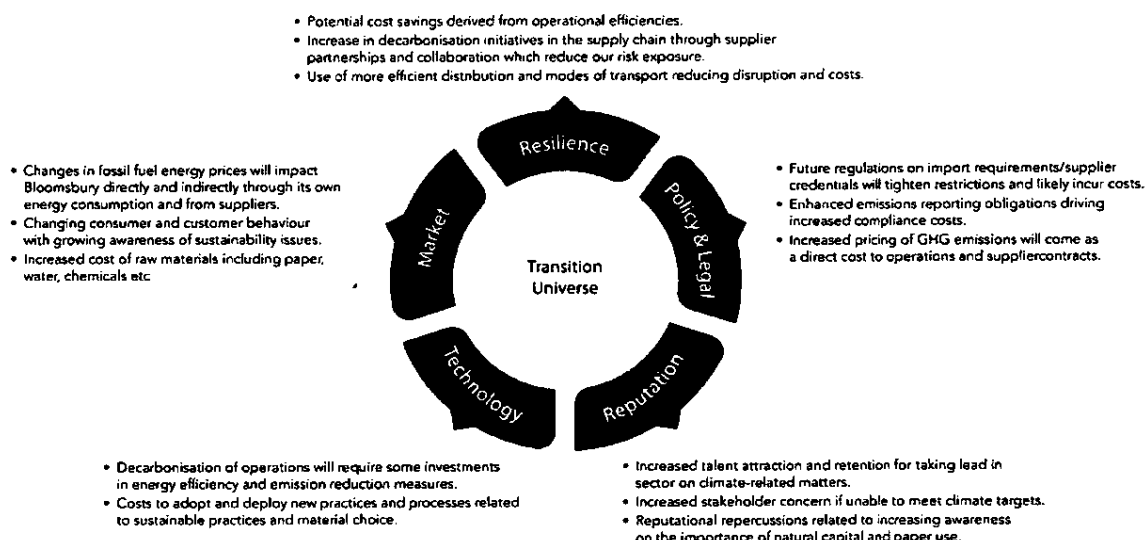 • Potential cost savings derived from operational efficiencies.
• Increase in decarbonisation initiatives in the supply chain through supplier
partnerships and collaboration which reduce our risk exposure.
• Use of more efficient distribution and modes of transport reducing disruption and costs.
Resilience
• Changes in fossil fuel energy prices will impact
Bloomsbury directly and indirectly through its own
energy consumption and from suppliers.
• Changing consumer and customer behaviour
with growing awareness of sustainability issues.
• Increased cost of raw materials including paper,
water, chemicals etc
Market
Transition
Universe
Policy & Legal
• Future regulations on import requirements/supplier
credentials will tighten restrictions and likely incur costs.
• Enhanced emissions reporting obligations driving
increased compliance costs.
• Increased pricing of GHG emissions will come as
a direct cost to operations and suppliercontracts.
Technology
Reputation
• Decarbonisation of operations will require some investments
in energy efficiency and emission reduction measures.
• Costs to adopt and deploy new practices and processes related
to sustainable practices and material choice.
• Increased talent attraction and retention for taking lead in
sector on climate-related matters.
• Increased stakeholder concern if unable to meet climate targets.
• Reputational repercussions related to increasing awareness
on the importance of natural capital and paper use.